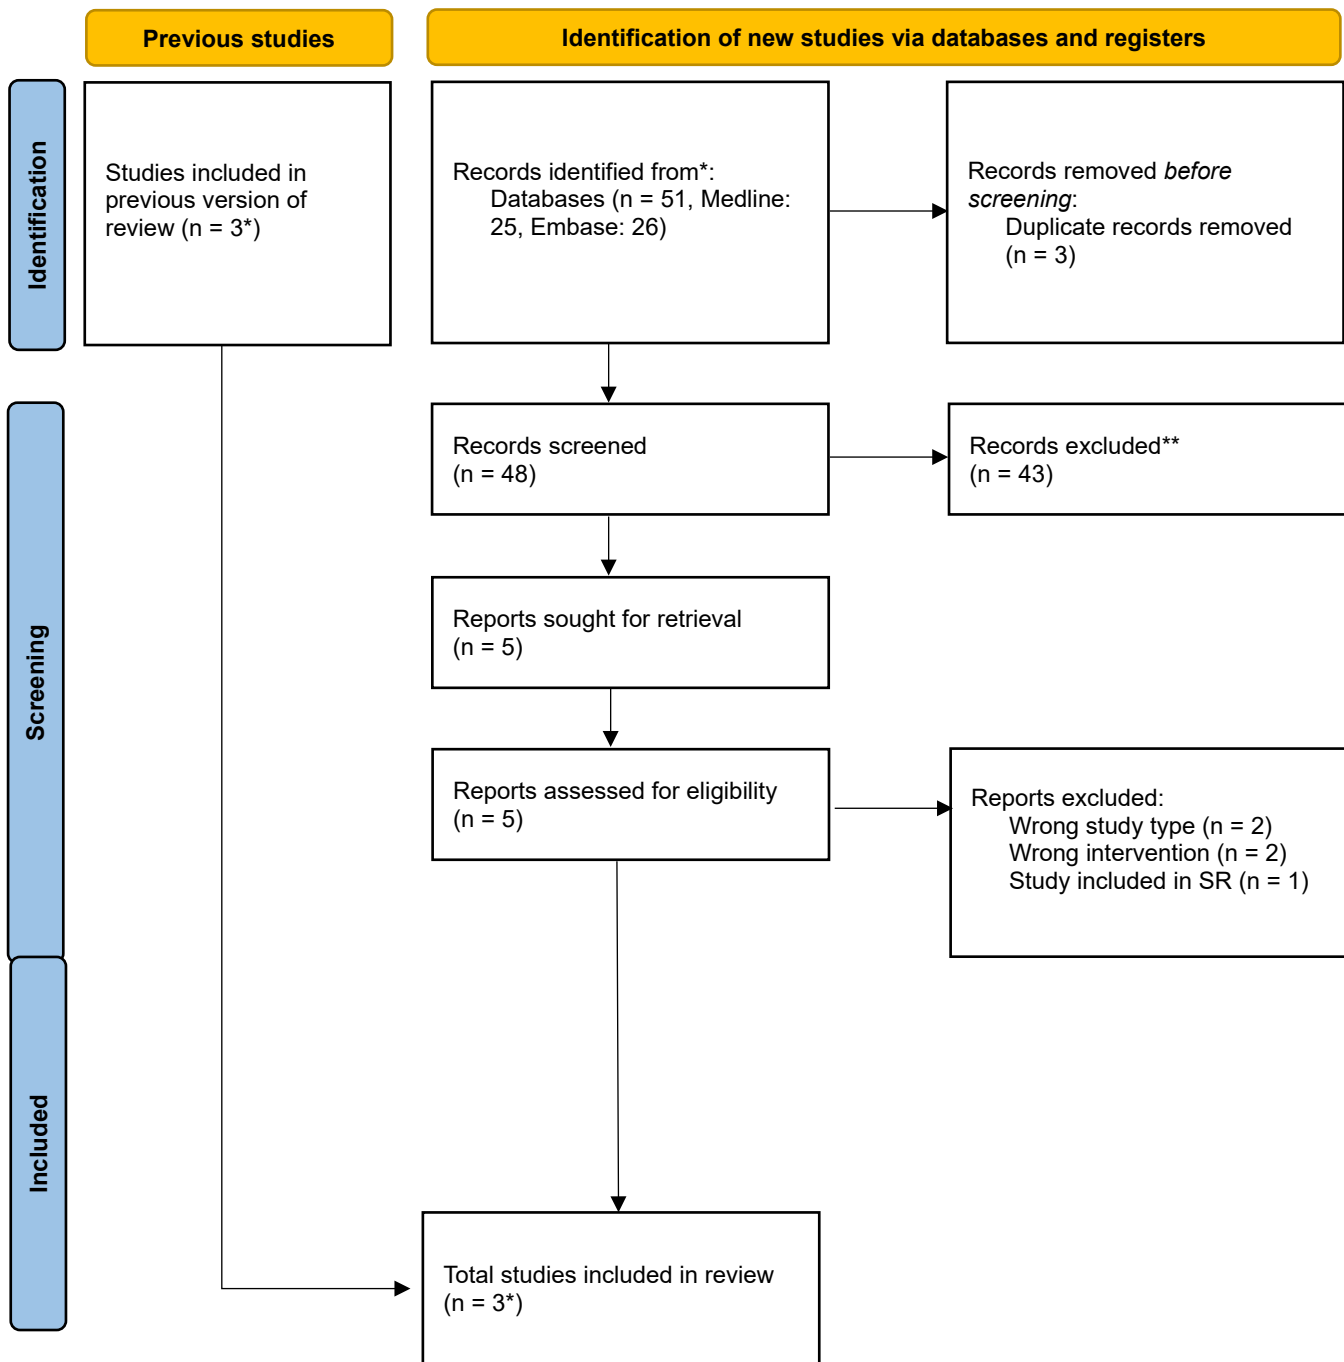 Previous studies
Identification of new studies via databases and registers
Identification
Studies included in
previous version of
review (n = 3*)
Records identified from*:
Databases (n = 51, Medline:
25, Embase: 26)
Records removed before
screening:
Duplicate records removed
(n = 3)
Screening
Records screened
(n = 48)
Records excluded**
(n = 43)
Reports sought for retrieval
(n = 5)
Reports assessed for eligibility
(n = 5)
Reports excluded:
Wrong study type (n = 2)
Wrong intervention (n = 2)
Study included in SR (n = 1)
Included
Total studies included in review
(n = 3*)